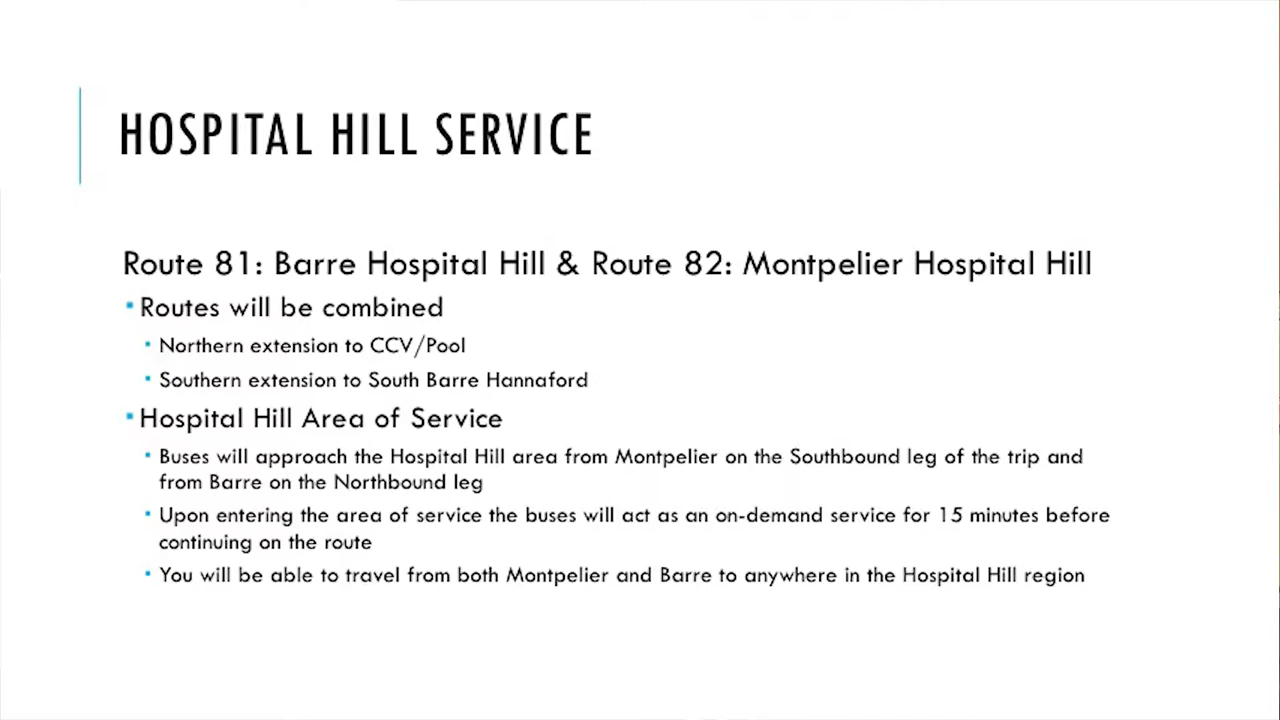 HOSPITAL HILL SERVICE
Route 81: Barre Hospital Hill & Route 82: Montpelier Hospital Hill
▪ Routes will be combined
▪ Northern extension to CCV/Pool
▪ Southern extension to South Barre Hannaford
▪ Hospital Hill Area of Service
▪ Buses will approach the Hospital Hill area from Montpelier on the Southbound leg of the trip and
from Barre on the Northbound leg
▪ Upon entering the area of service the buses will act as an on-demand service for 15 minutes before
continuing on the route
▪ You will be able to travel from both Montpelier and Barre to anywhere in the Hospital Hill region